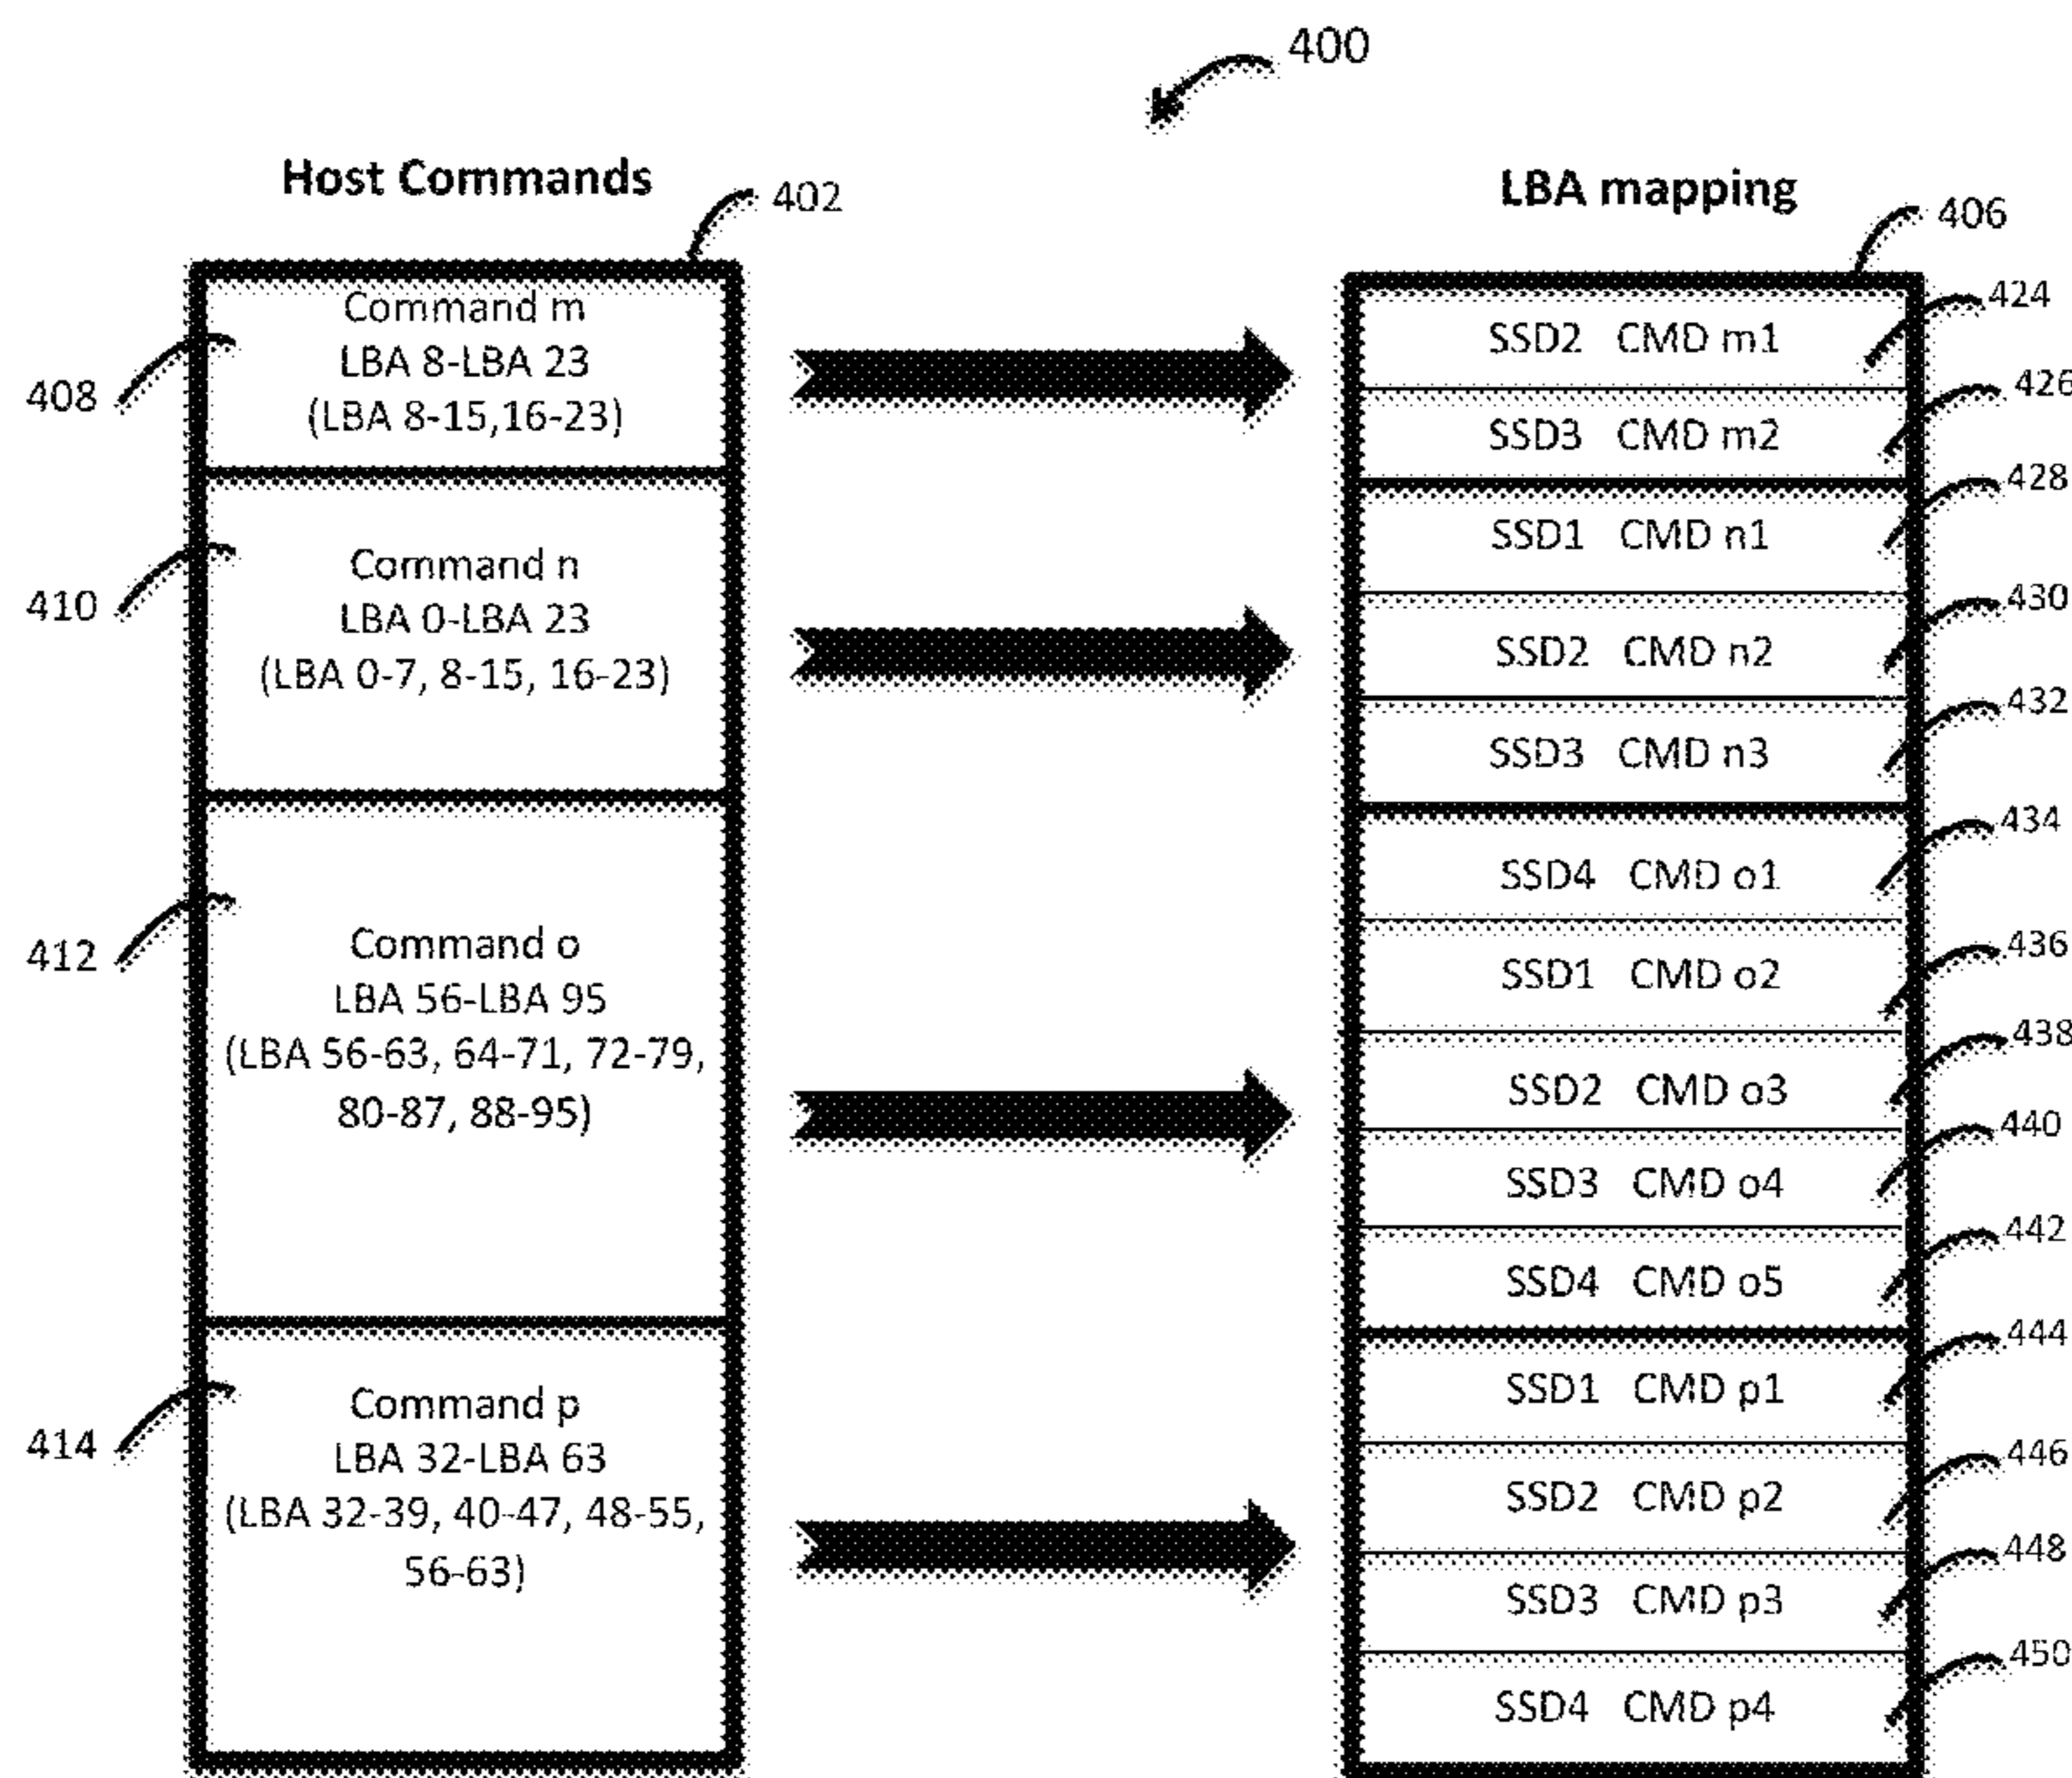 400
Host Commands
402
LBA mapping
406
408
Command m
LBA 8-LBA 23
(LBA 8-15,16-23)
410
Command n
LBA 0-LBA 23
(LBA 0-7, 8-15, 16-23)
412
Command o
LBA 56-LBA 95
(LBA 56-63, 64-71, 72-79,
80-87, 88-95)
414
Command p
LBA 32-LBA 63
(LBA 32-39, 40-47, 48-55,
56-63)
SSD2 CMD m1
424
SSD3 CMD m2
426
SSD1 CMD n1
428
SSD2 CMD n2
430
SSD3 CMD n3
432
SSD4 CMD o1
434
SSD1 CMD o2
436
SSD2 CMD o3
438
SSD3 CMD o4
440
SSD4 CMD o5
442
SSD1 CMD p1
444
SSD2 CMD p2
446
SSD3 CMD p3
448
SSD4 CMD p4
450